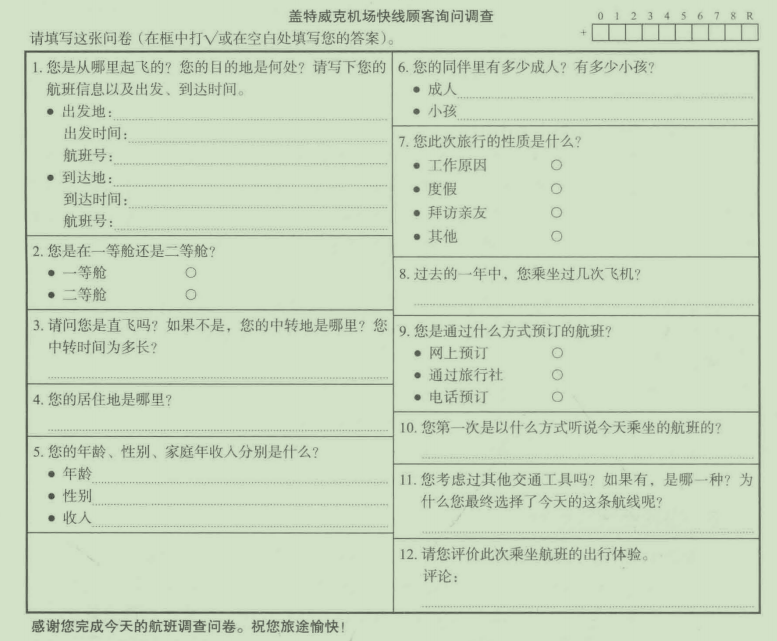 盖特威克机场快线顾客询问调查
0 1 2 3 4 5 6 7 8 R
+
请填写这张问卷(在框中打√或在空白处填写您的答案)。
1. 您是从哪里起飞的？您的目的地是何处？请写下您的
航班信息以及出发、到达时间。
● 出发地：
出发时间：
航班号：
● 到达地：
到达时间：
航班号：
2. 您是在一等舱还是二等舱？
● 一等舱 ○
● 二等舱 ○
3. 请问您是直飞吗？如果不是，您的中转地是哪里？您
中转时间为多长？
4. 您的居住地是哪里？
5. 您的年龄、性别、家庭年收入分别是什么？
● 年龄
● 性别
● 收入
6. 您的同伴里有多少成人？有多少小孩？
● 成人
● 小孩
7. 您此次旅行的性质是什么？
● 工作原因 ○
● 度假 ○
● 拜访亲友 ○
● 其他 ○
8. 过去的一年中，您乘坐过几次飞机？
9. 您是通过什么方式预订的航班？
● 网上预订 ○
● 通过旅行社 ○
● 电话预订 ○
10. 您第一次是以什么方式听说今天乘坐的航班的？
11. 您考虑过其他交通工具吗？如果有，是哪一种？为
什么您最终选择了今天的这条航线呢？
12. 请您评价此次乘坐航班的出行体验。
评论：
感谢您完成今天的航班调查问卷。祝您旅途愉快！